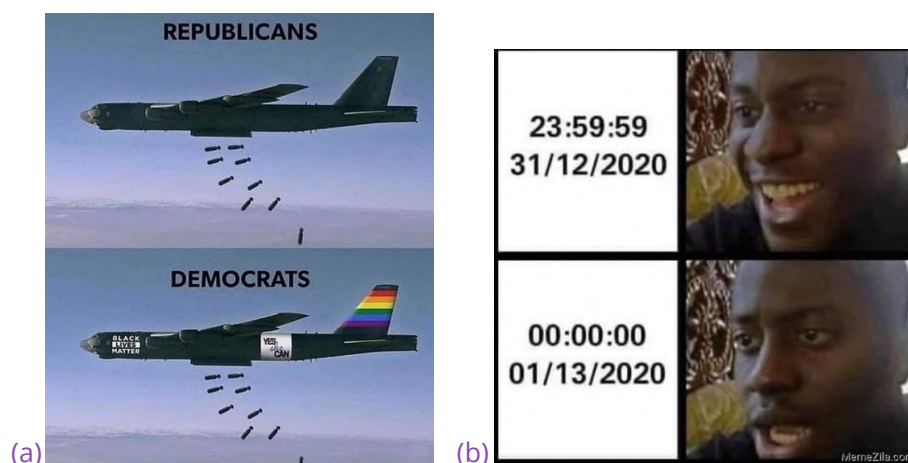 REPUBLICANS
DEMOCRATS
BLACK
LIVES
MATTER
YES
CAN
(a)
23:59:59
31/12/2020
00:00:00
01/13/2020
MemeZila.com
(b)